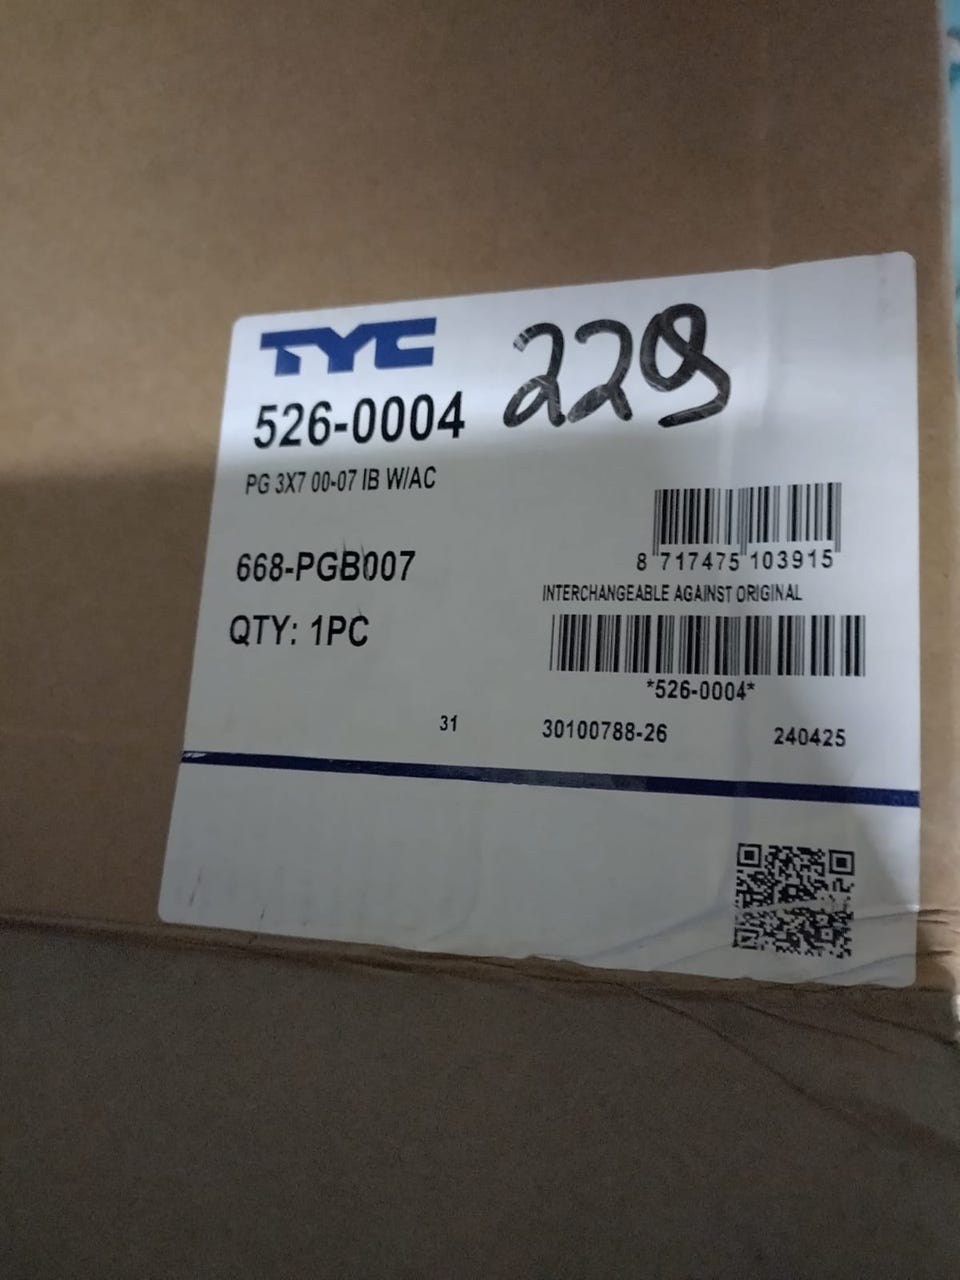 TYC
229
526-0004
PG 3X7 00-07 IB W/AC
8 717475 103915
668-PGB007
INTERCHANGEABLE AGAINST ORIGINAL
QTY: 1PC
*526-0004*
31 30100788-26 240425